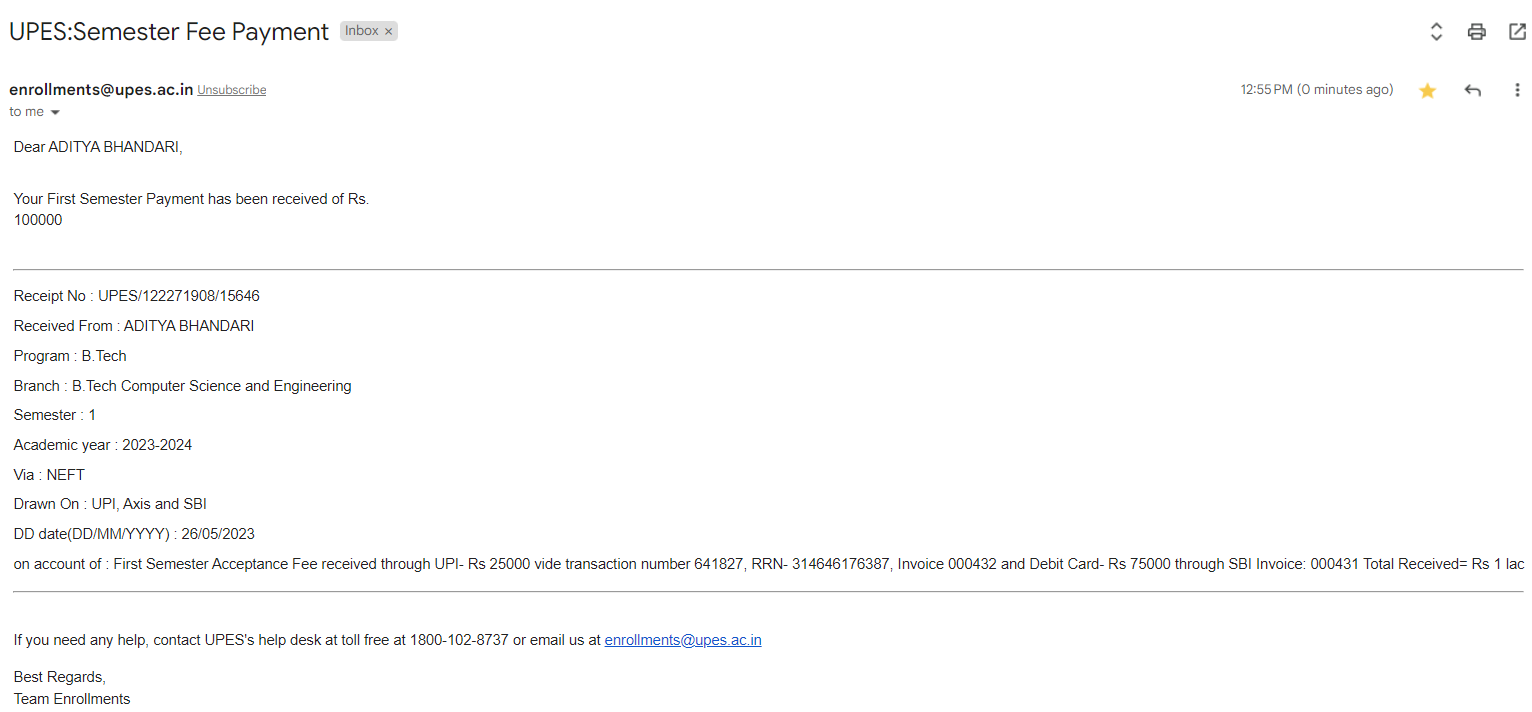 UPES:Semester Fee Payment Inbox ×
enrollments@upes.ac.in Unsubscribe 12:55 PM (0 minutes ago)
to me
Dear ADITYA BHANDARI,
Your First Semester Payment has been received of Rs.
100000
Receipt No : UPES/122271908/15646
Received From : ADITYA BHANDARI
Program : B.Tech
Branch : B.Tech Computer Science and Engineering
Semester : 1
Academic year : 2023-2024
Via : NEFT
Drawn On : UPI, Axis and SBI
DD date(DD/MM/YYYY) : 26/05/2023
on account of : First Semester Acceptance Fee received through UPI- Rs 25000 vide transaction number 641827, RRN- 314646176387, Invoice 000432 and Debit Card- Rs 75000 through SBI Invoice: 000431 Total Received= Rs 1 lac
If you need any help, contact UPES's help desk at toll free at 1800-102-8737 or email us at enrollments@upes.ac.in
Best Regards,
Team Enrollments